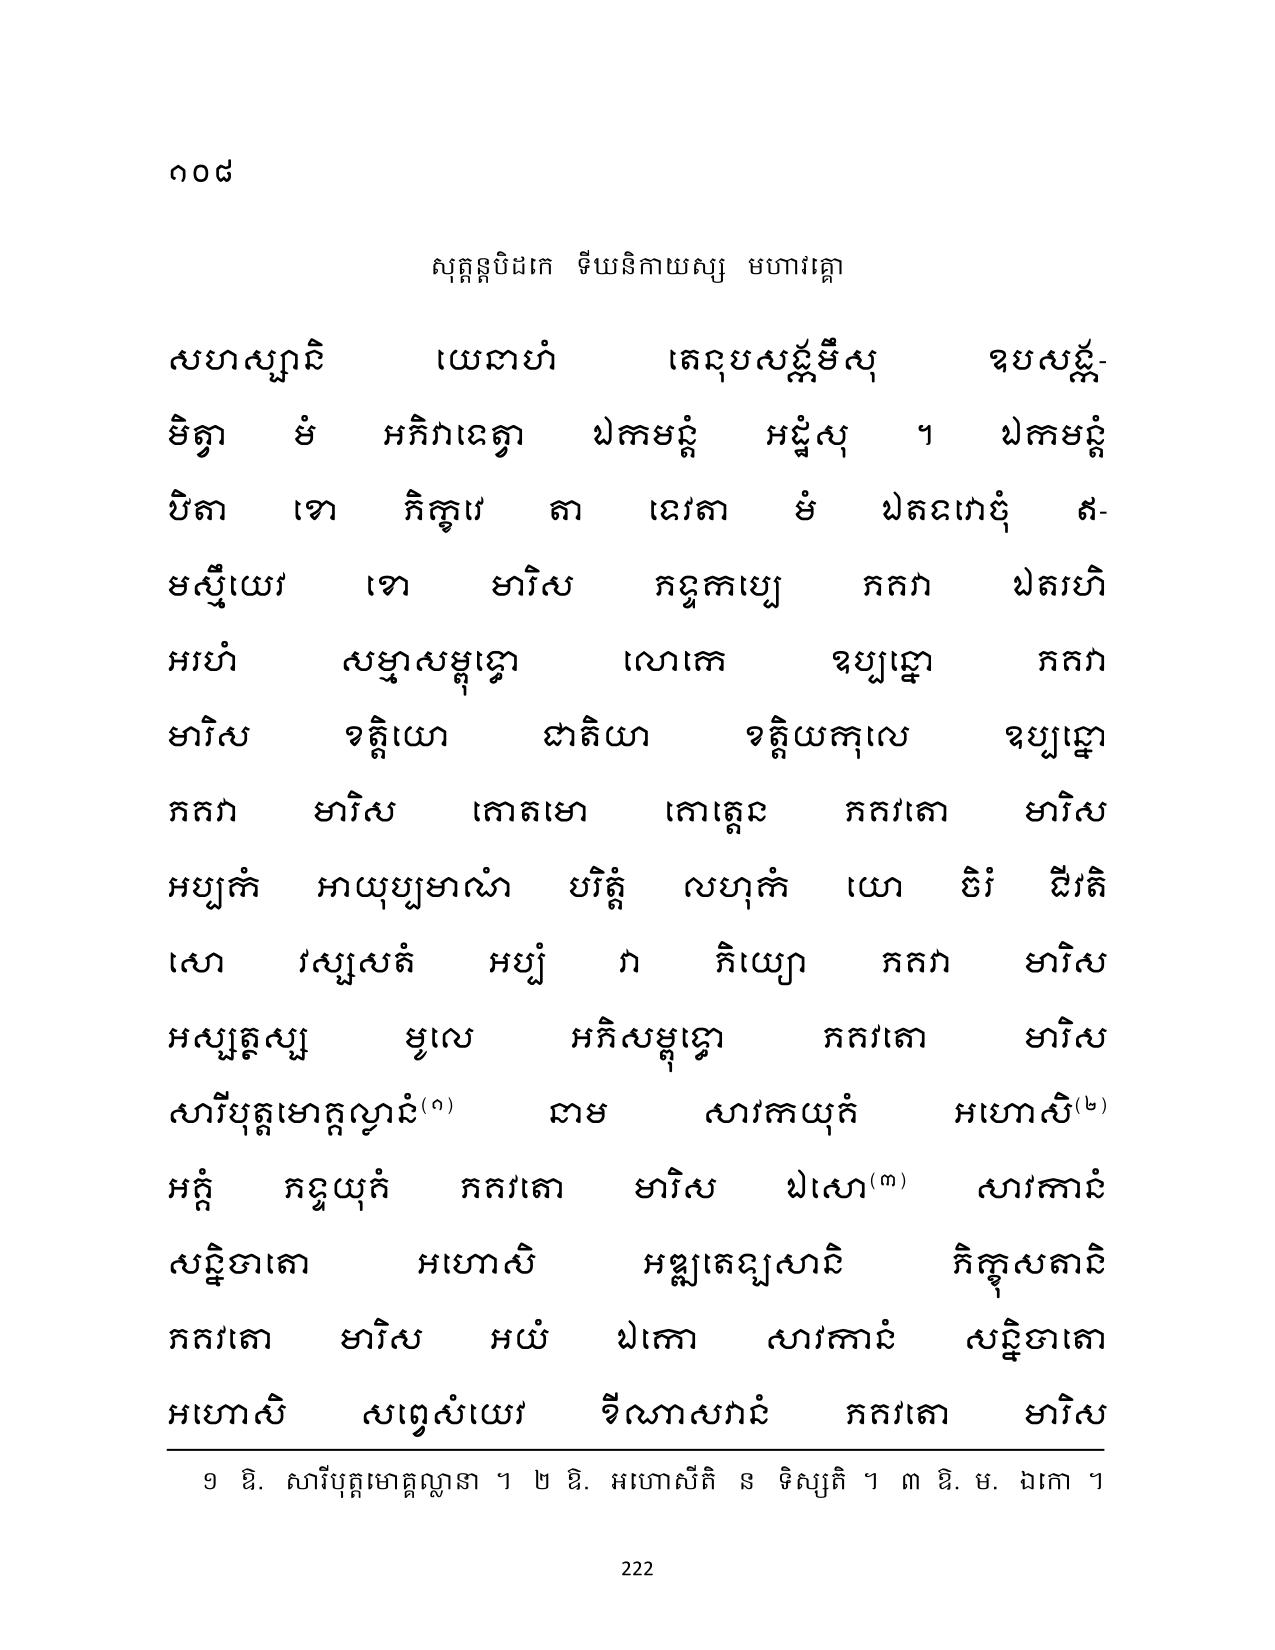 ១០៨
សុត្តន្តបិដកេ ទីឃនិកាយស្ស មហាវគ្គោ
សហស្សានិ យេនាហំ តេនុបសង្កមឹសុ ឧបសង្ក-
មិត្វា មំ អភិវាទេត្វា ឯកមន្តំ អដ្ឋំសុ ។ ឯកមន្តំ
ឋិតា ខោ ភិក្ខវេ តា ទេវតា មំ ឯតទវោចុំ ឥ-
មស្មឹយេវ ខោ មារិស ភទ្ទកប្បេ ភគវា ឯតរហិ
អរហំ សម្មាសម្ពុទ្ធោ លោកេ ឧប្បន្នោ ភគវា
មារិស ខត្តិយោ ជាតិយា ខត្តិយកុលេ ឧប្បន្នោ
ភគវា មារិស គោតមោ គោត្តេន ភគវតោ មារិស
អប្បកំ អាយុប្បមាណំ បរិត្តំ លហុកំ យោ ចិរំ ជីវតិ
សោ វស្សសតំ អប្បំ វា ភិយ្យោ ភគវា មារិស
អស្សត្ថស្ស មូលេ អភិសម្ពុទ្ធោ ភគវតោ មារិស
សារីបុត្តមោគ្គល្លានំ(១) នាម សាវកយុគំ អហោសិ(២)
អគ្គំ ភទ្ទយុគំ ភគវតោ មារិស ឯសោ(៣) សាវកានំ
សន្និបាតោ អហោសិ អឌ្ឍតេឡសានិ ភិក្ខុសតានិ
ភគវតោ មារិស អយំ ឯកោ សាវកានំ សន្និបាតោ
អហោសិ សព្វេសំយេវ ខីណាសវានំ ភគវតោ មារិស
១ ឱ. សារីបុត្តមោគ្គល្លានា ។ ២ ឱ. អហោសីតិ ន ទិស្សតិ ។ ៣ ឱ. ម. ឯកោ ។
222